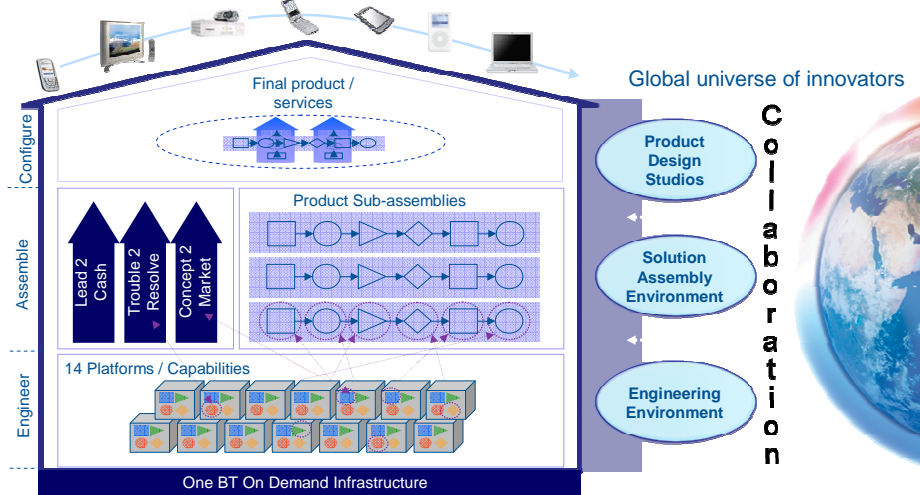 Global universe of innovators
Final product /
services
Configure
Assemble
Engineer
Product Sub-assemblies
Lead 2
Cash
Trouble 2
Resolve
Concept 2
Market
14 Platforms / Capabilities
One BT On Demand Infrastructure
Product
Design
Studios
Solution
Assembly
Environment
Engineering
Environment
Collaboration